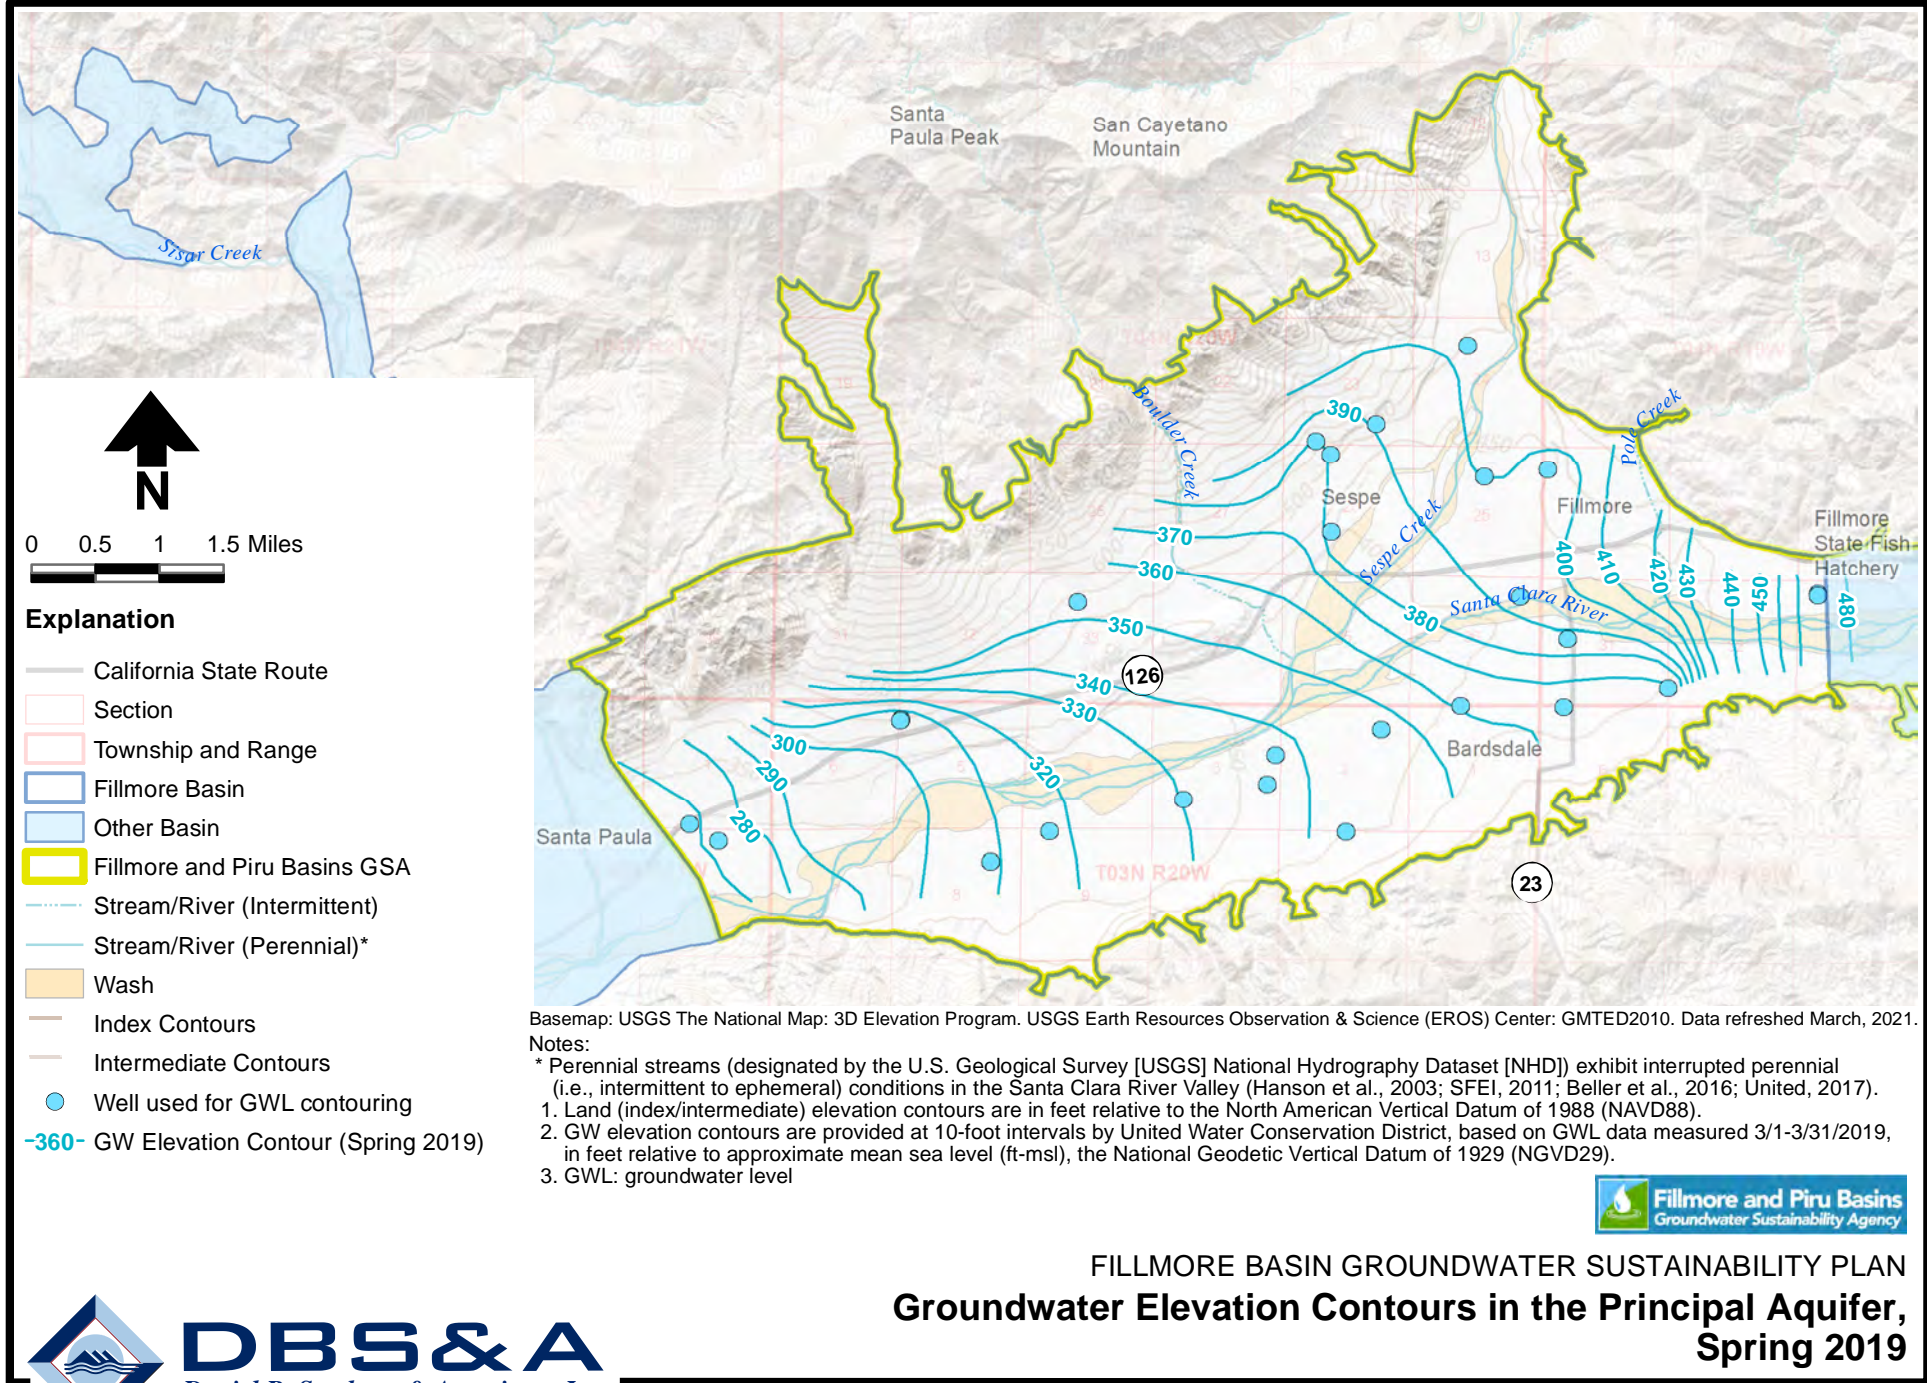 Santa
Paula Peak
San Cayetano
Mountain
Sisar Creek
13
19
Boulder Creek
390
Pole Creek
Sespe
Fillmore
Fillmore
State Fish
Hatchery
Sespe Creek
25
370
360
400
410
420
430
440
450
480
Santa Clara River
380
350
126
340
330
300
290
320
280
Bardsdale
Santa Paula
T03N R20W
8
9
23
N
0 0.5 1 1.5 Miles
Explanation
California State Route
Section
Township and Range
Fillmore Basin
Other Basin
Fillmore and Piru Basins GSA
Stream/River (Intermittent)
Stream/River (Perennial)*
Wash
Index Contours
Intermediate Contours
Well used for GWL contouring
-360- GW Elevation Contour (Spring 2019)
Basemap: USGS The National Map: 3D Elevation Program. USGS Earth Resources Observation & Science (EROS) Center: GMTED2010. Data refreshed March, 2021.
Notes:
* Perennial streams (designated by the U.S. Geological Survey [USGS] National Hydrography Dataset [NHD]) exhibit interrupted perennial
(i.e., intermittent to ephemeral) conditions in the Santa Clara River Valley (Hanson et al., 2003; SFEI, 2011; Beller et al., 2016; United, 2017).
1. Land (index/intermediate) elevation contours are in feet relative to the North American Vertical Datum of 1988 (NAVD88).
2. GW elevation contours are provided at 10-foot intervals by United Water Conservation District, based on GWL data measured 3/1-3/31/2019,
in feet relative to approximate mean sea level (ft-msl), the National Geodetic Vertical Datum of 1929 (NGVD29).
3. GWL: groundwater level
Fillmore and Piru Basins
Groundwater Sustainability Agency
FILLMORE BASIN GROUNDWATER SUSTAINABILITY PLAN
Groundwater Elevation Contours in the Principal Aquifer,
Spring 2019
DBS&A